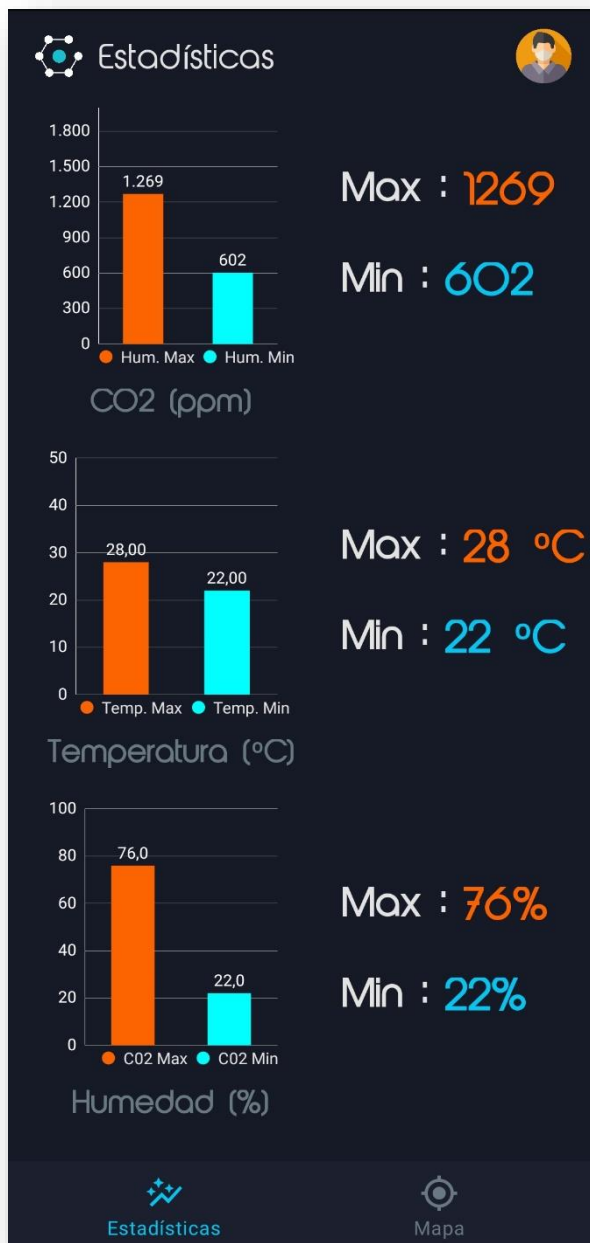 Estadísticas
1.800
1.500
1.200
900
600
300
0
1.269
602
Hum. Max Hum. Min
CO2 (ppm)
Max : 1269
Min : 602
50
40
30
20
10
0
28,00
22,00
Temp. Max Temp. Min
Temperatura (ºC)
Max : 28 ºC
Min : 22 ºC
100
80
60
40
20
0
76,0
22,0
C02 Max C02 Min
Humedad (%)
Max : 76%
Min : 22%
Estadísticas Mapa